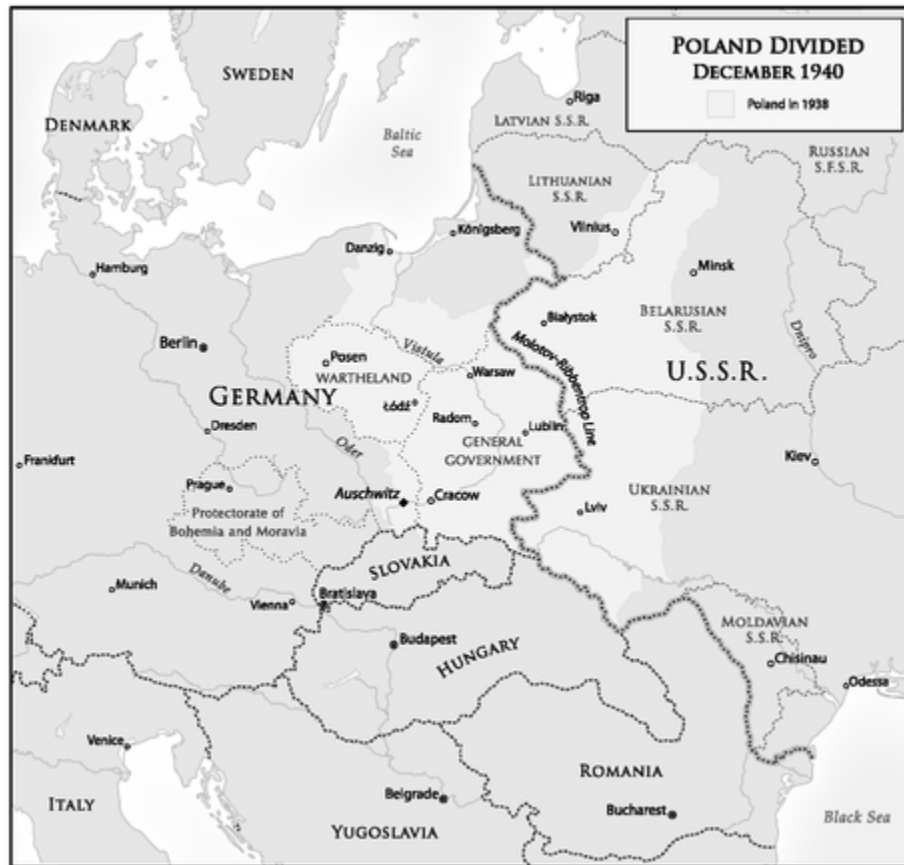 POLAND DIVIDED
DECEMBER 1940
Poland in 1938
SWEDEN
DENMARK
Baltic
Sea
Riga
LATVIAN S.S.R.
RUSSIAN
S.F.S.R.
LITHUANIAN
S.S.R.
Vilnius
Königsberg
Danzig
Hamburg
Minsk
BELARUSIAN
S.S.R.
Białystok
Dnipro
Berlin
Posen
WARTHELAND
Vistula
Warsaw
Molotov-Ribbentrop Line
U.S.S.R.
GERMANY
Łódź
Radom
Lublin
GENERAL
GOVERNMENT
Dresden
Oder
Frankfurt
Kiev
Prague
Auschwitz
Cracow
UKRAINIAN
S.S.R.
Lviv
Protectorate of
Bohemia and Moravia
SLOVAKIA
Danube
Munich
Vienna
Bratislava
MOLDAVIAN
S.S.R.
Budapest
HUNGARY
Chisinau
Odessa
Venice
ROMANIA
ITALY
Belgrade
Bucharest
Black Sea
YUGOSLAVIA